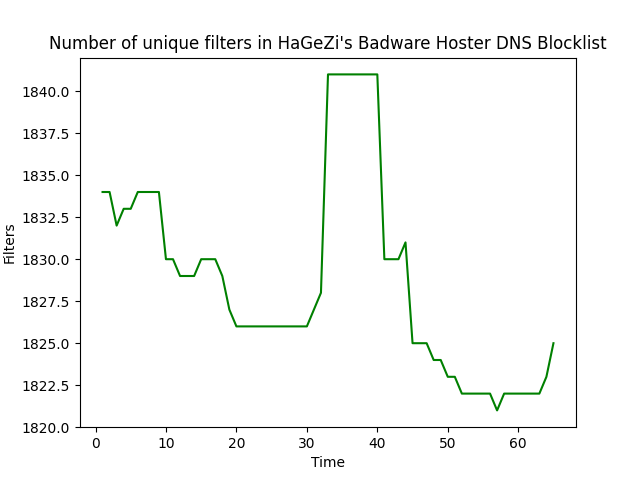 Number of unique filters in HaGeZi's Badware Hoster DNS Blocklist
1840.0
1837.5
1835.0
1832.5
1830.0
1827.5
1825.0
1822.5
1820.0
Filters
0 10 20 30 40 50 60
Time